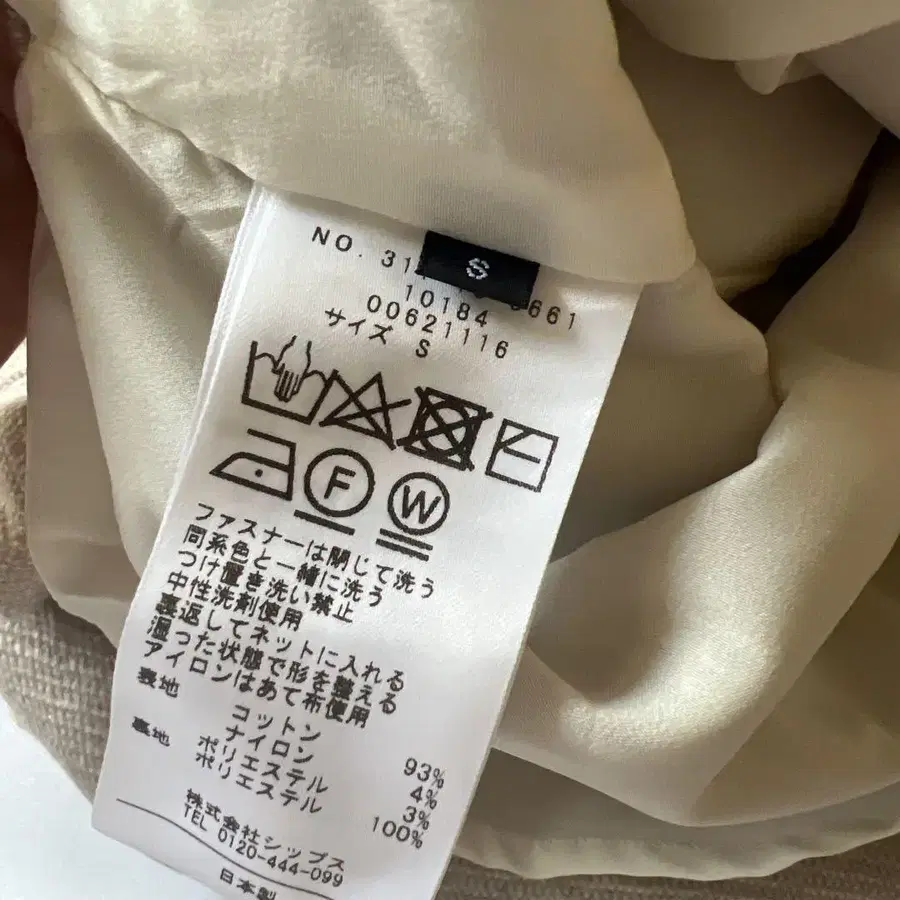 S
NO. 31
10184 661
00621116
サイズ S
F
W
ファスナーは閉じて洗う
同系色と一緒に洗う
つけ置き洗い禁止
中性洗剤使用
裏返してネットに入れる
湿った状態で形を整える
アイロンはあて布使用
表地
コットン 93%
ナイロン 4%
ポリエステル 3%
裏地 ポリエステル 100%
株式会社シップス
TEL 0120-444-099
日本製